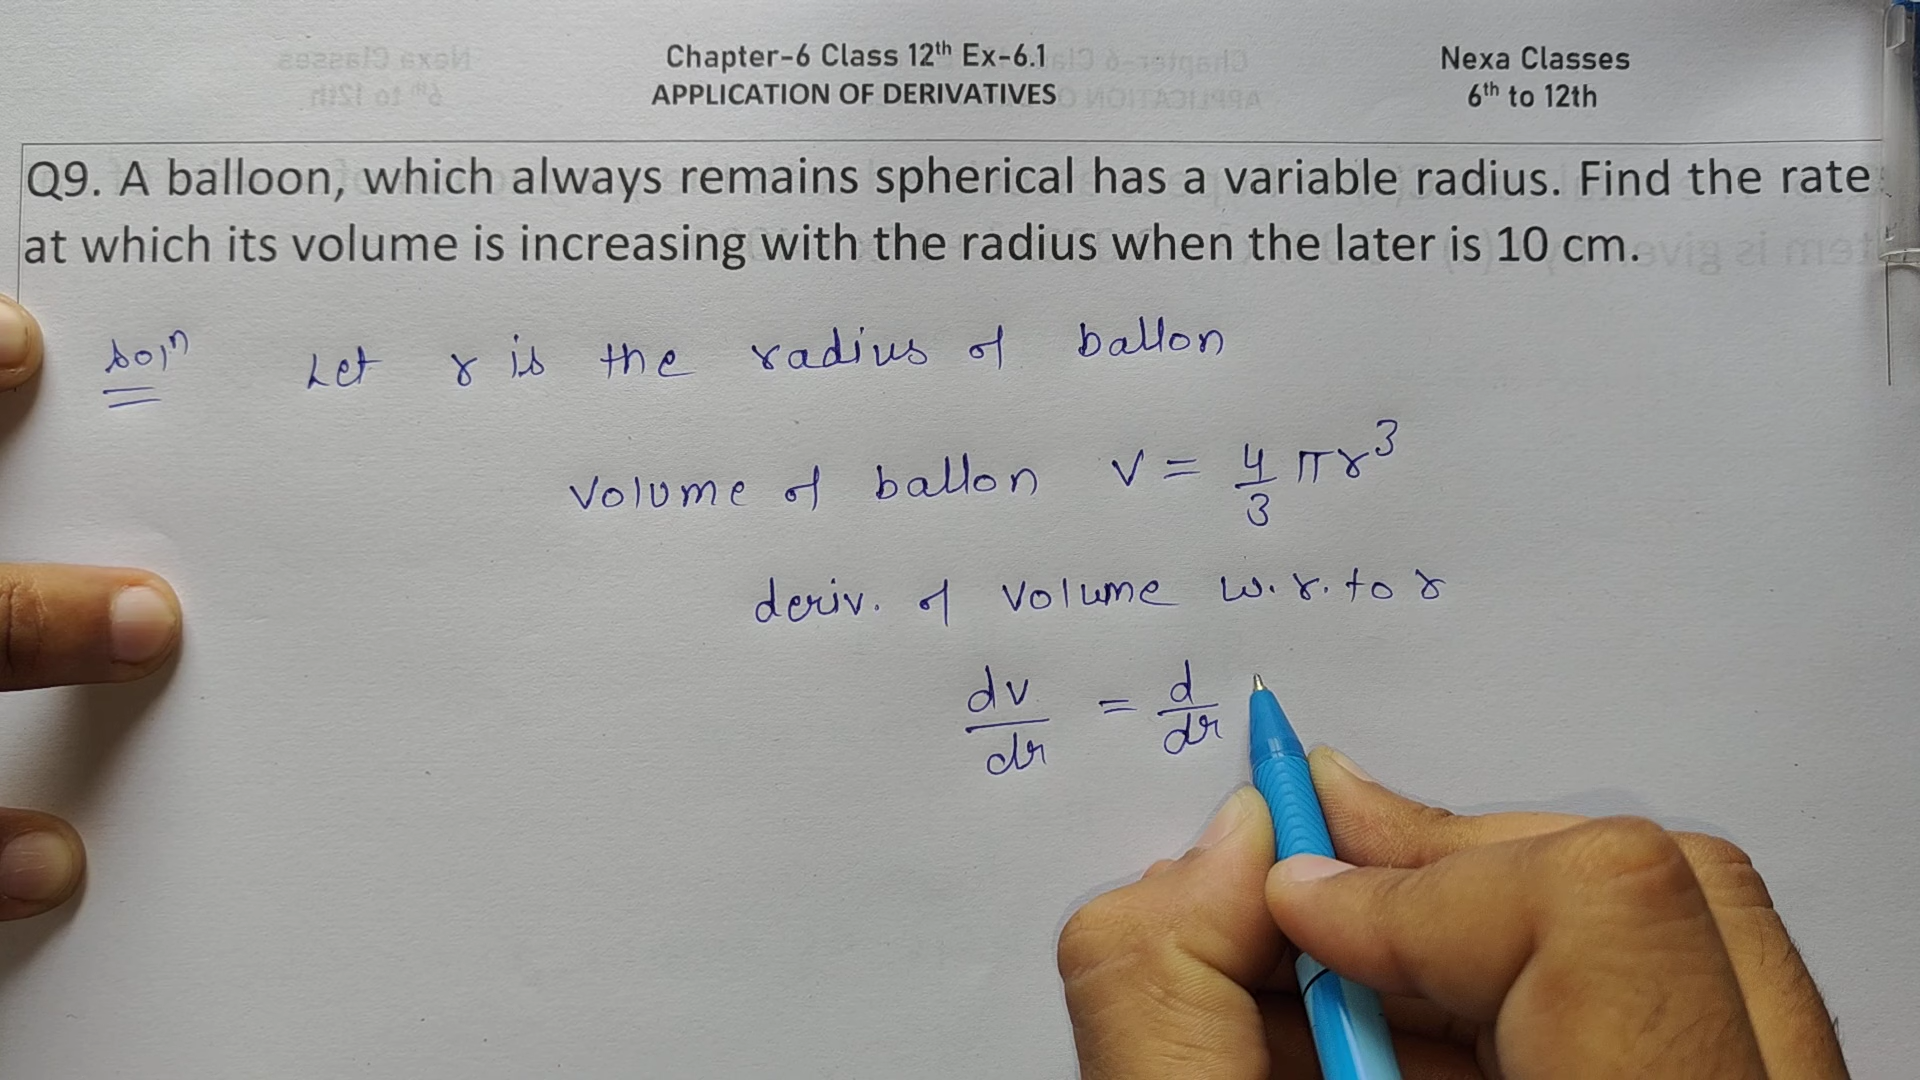 Chapter-6 Class 12th Ex-6.1
APPLICATION OF DERIVATIVES
Nexa Classes
6th to 12th
Q9. A balloon, which always remains spherical has a variable radius. Find the rate
at which its volume is increasing with the radius when the later is 10 cm.
Soln Let r is the radius of ballon
Volume of ballon V = 4/3 πr³
deriv. of Volume w.r.to r
dv/dr = d/dr